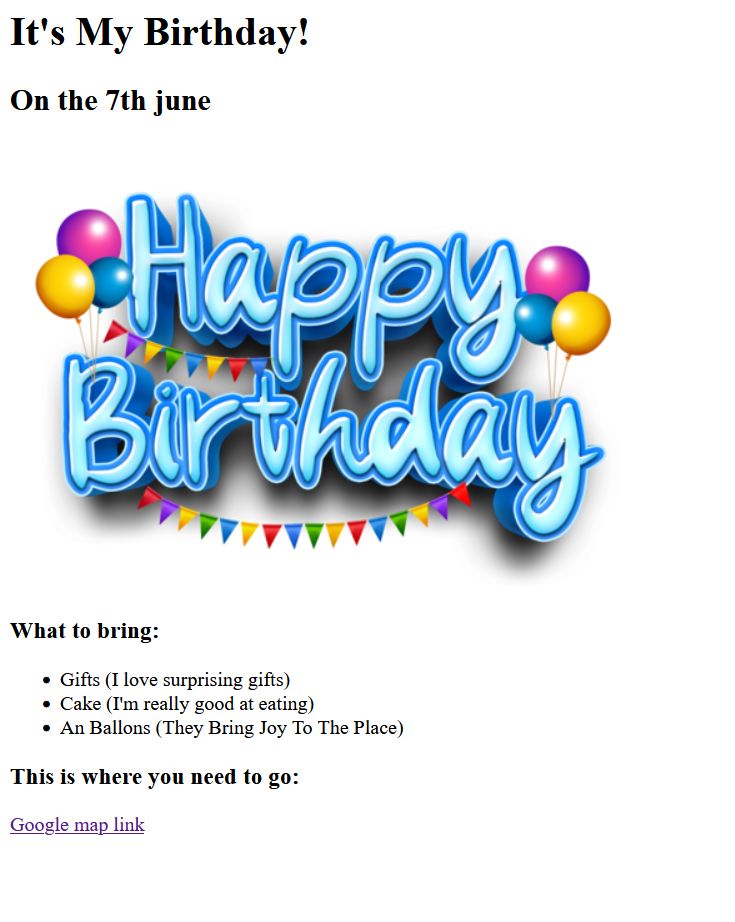 It's My Birthday!
On the 7th june
Happy
Birthday
What to bring:
Gifts (I love surprising gifts)
Cake (I'm really good at eating)
An Ballons (They Bring Joy To The Place)
This is where you need to go:
Google map link